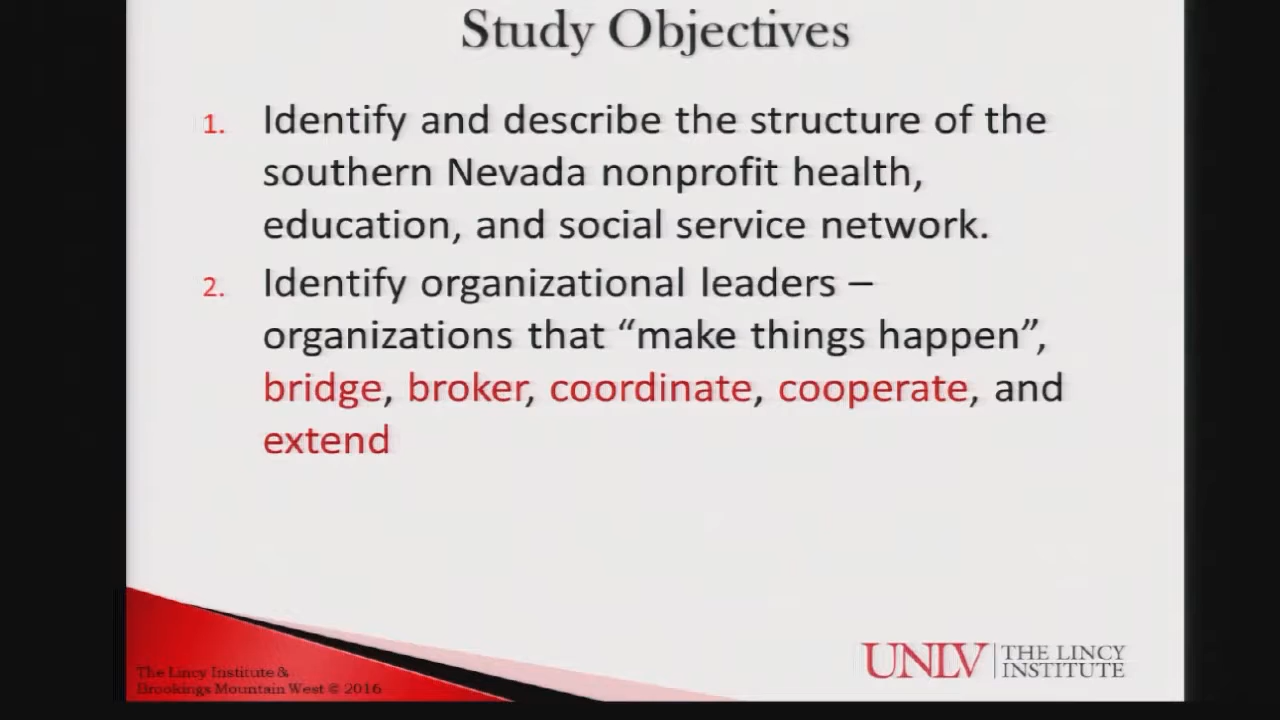 Study Objectives
1. Identify and describe the structure of the
southern Nevada nonprofit health,
education, and social service network.
2. Identify organizational leaders –
organizations that “make things happen”,
bridge, broker, coordinate, cooperate, and
extend
The Lincy Institute &
Brookings Mountain West © 2016
UNLV THE LINCY
INSTITUTE